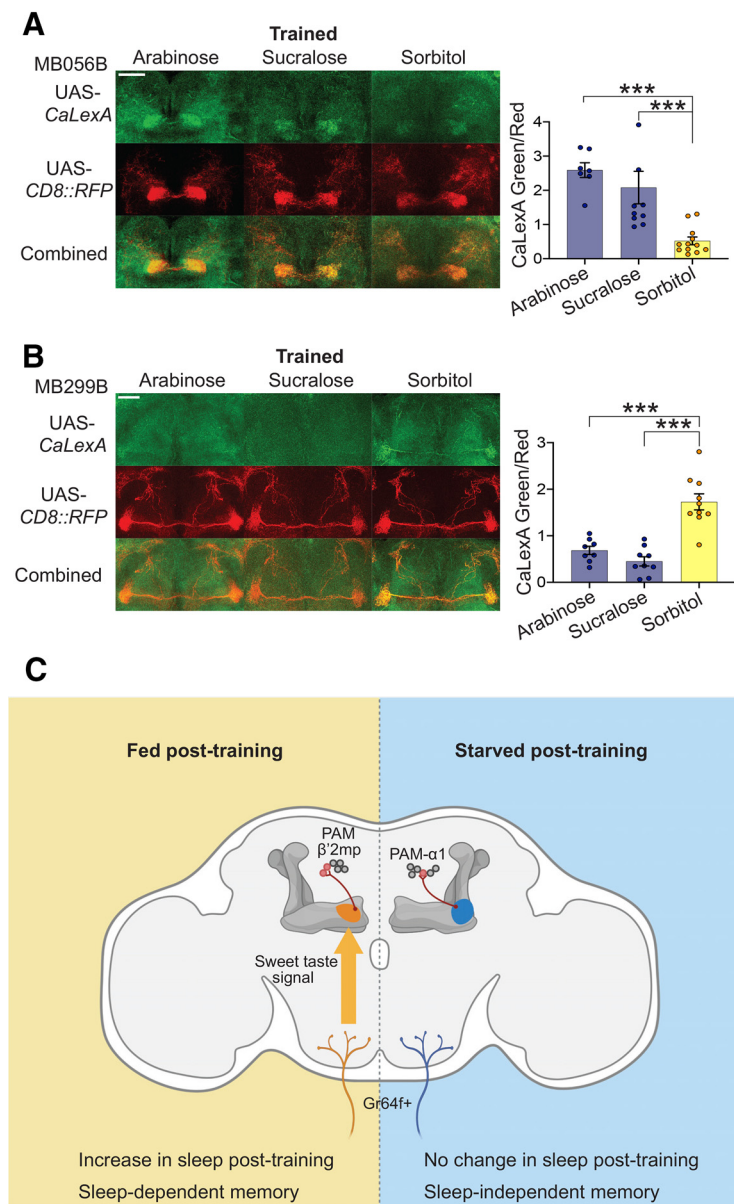 A
Trained
Arabinose Sucralose Sorbitol
MB056B
UAS-
CaLexA
UAS-
CD8::RFP
Combined
***
***
CaLexA Green/Red
4
3
2
1
0
Arabinose
Sucralose
Sorbitol
B
Trained
Arabinose Sucralose Sorbitol
MB299B
UAS-
CaLexA
UAS-
CD8::RFP
Combined
***
***
CaLexA Green/Red
3
2
1
0
Arabinose
Sucralose
Sorbitol
C
Fed post-training
Starved post-training
PAM
β'2mp
PAM-α1
Sweet taste
signal
Gr64f+
Increase in sleep post-training
Sleep-dependent memory
No change in sleep post-training
Sleep-independent memory